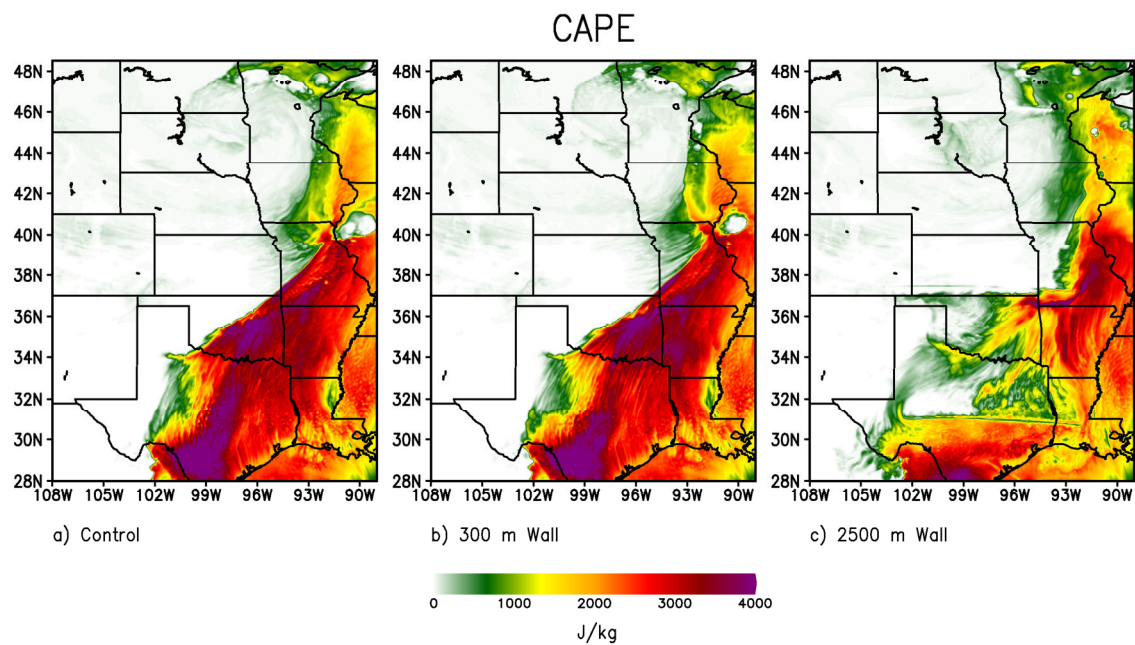 CAPE
48N 48N 48N
46N 46N 46N
44N 44N 44N
42N 42N 42N
40N 40N 40N
38N 38N 38N
36N 36N 36N
34N 34N 34N
32N 32N 32N
30N 30N 30N
28N 28N 28N
108W 105W 102W 99W 96W 93W 90W 108W 105W 102W 99W 96W 93W 90W 108W 105W 102W 99W 96W 93W 90W
a) Control b) 300 m Wall c) 2500 m Wall
0 1000 2000 3000 4000
J/kg